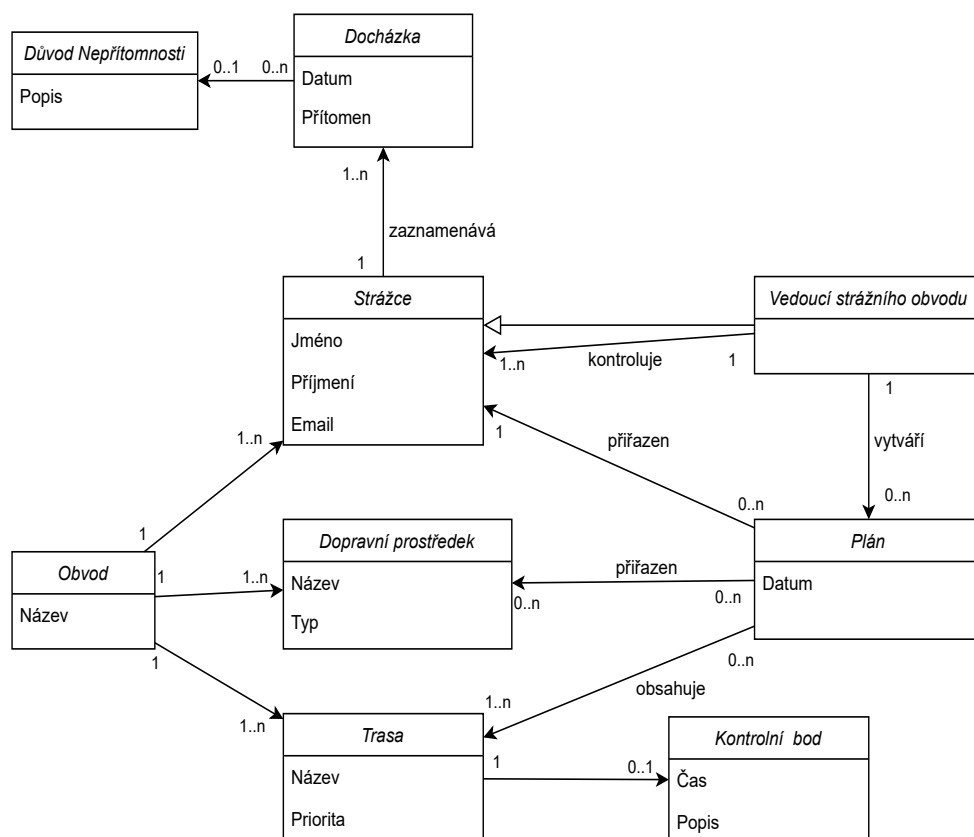 Důvod Nepřítomnosti
Popis
0..1
0..n
Docházka
Datum
Přítomen
1..n
zaznamenává
1
Strážce
Jméno
Příjmení
Email
Vedoucí strážního obvodu
1..n
kontroluje
1
1
vytváří
0..n
1
přiřazen
0..n
1..n
1
Obvod
Název
1
1..n
Dopravní prostředek
Název
Typ
přiřazen
0..n
0..n
Plán
Datum
1
1..n
0..n
obsahuje
1..n
Trasa
Název
Priorita
1
0..1
Kontrolní bod
Čas
Popis